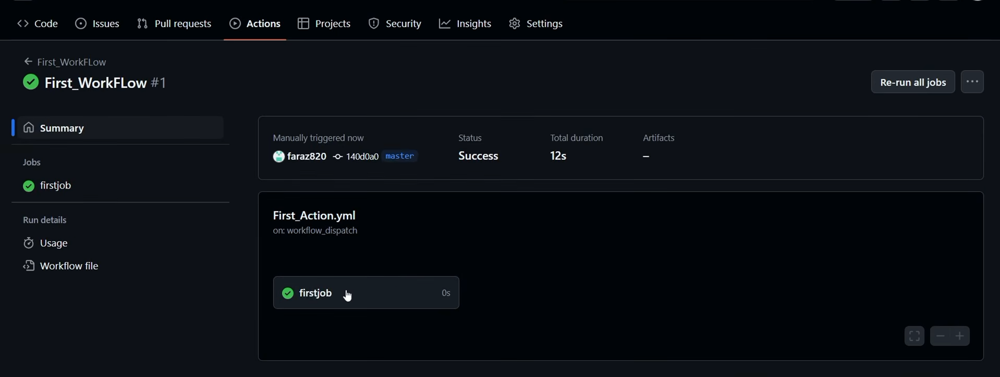 Code Issues Pull requests Actions Projects Security Insights Settings
First_WorkFLow
First_WorkFLow #1
Re-run all jobs
Summary
Jobs
firstjob
Run details
Usage
Workflow file
Manually triggered now
faraz820 140d0a0 master
Status
Success
Total duration
12s
Artifacts
–
First_Action.yml
on: workflow_dispatch
firstjob 0s